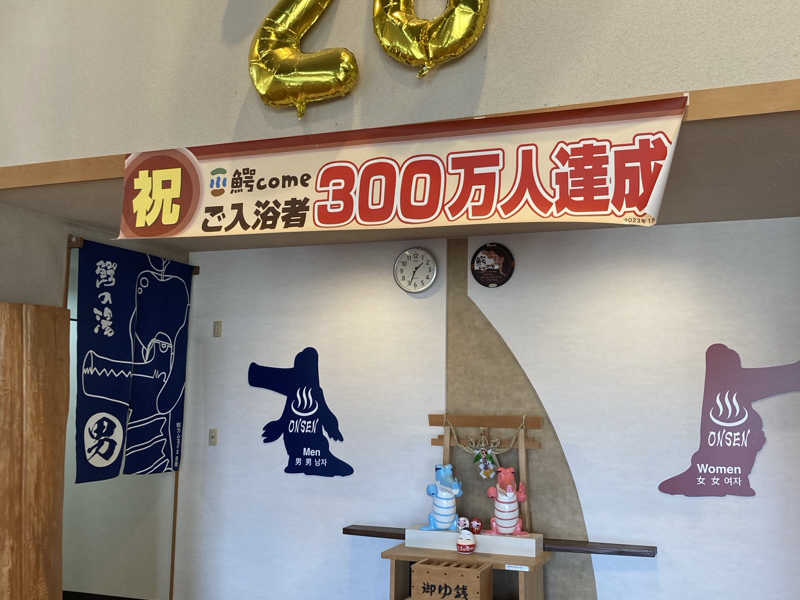 20
祝
鰐come
ご入浴者
300万人達成
鰐の湯
男
ONSEN
Men
男 男 남자
ONSEN
Women
女 女 여자
御ゆ銭